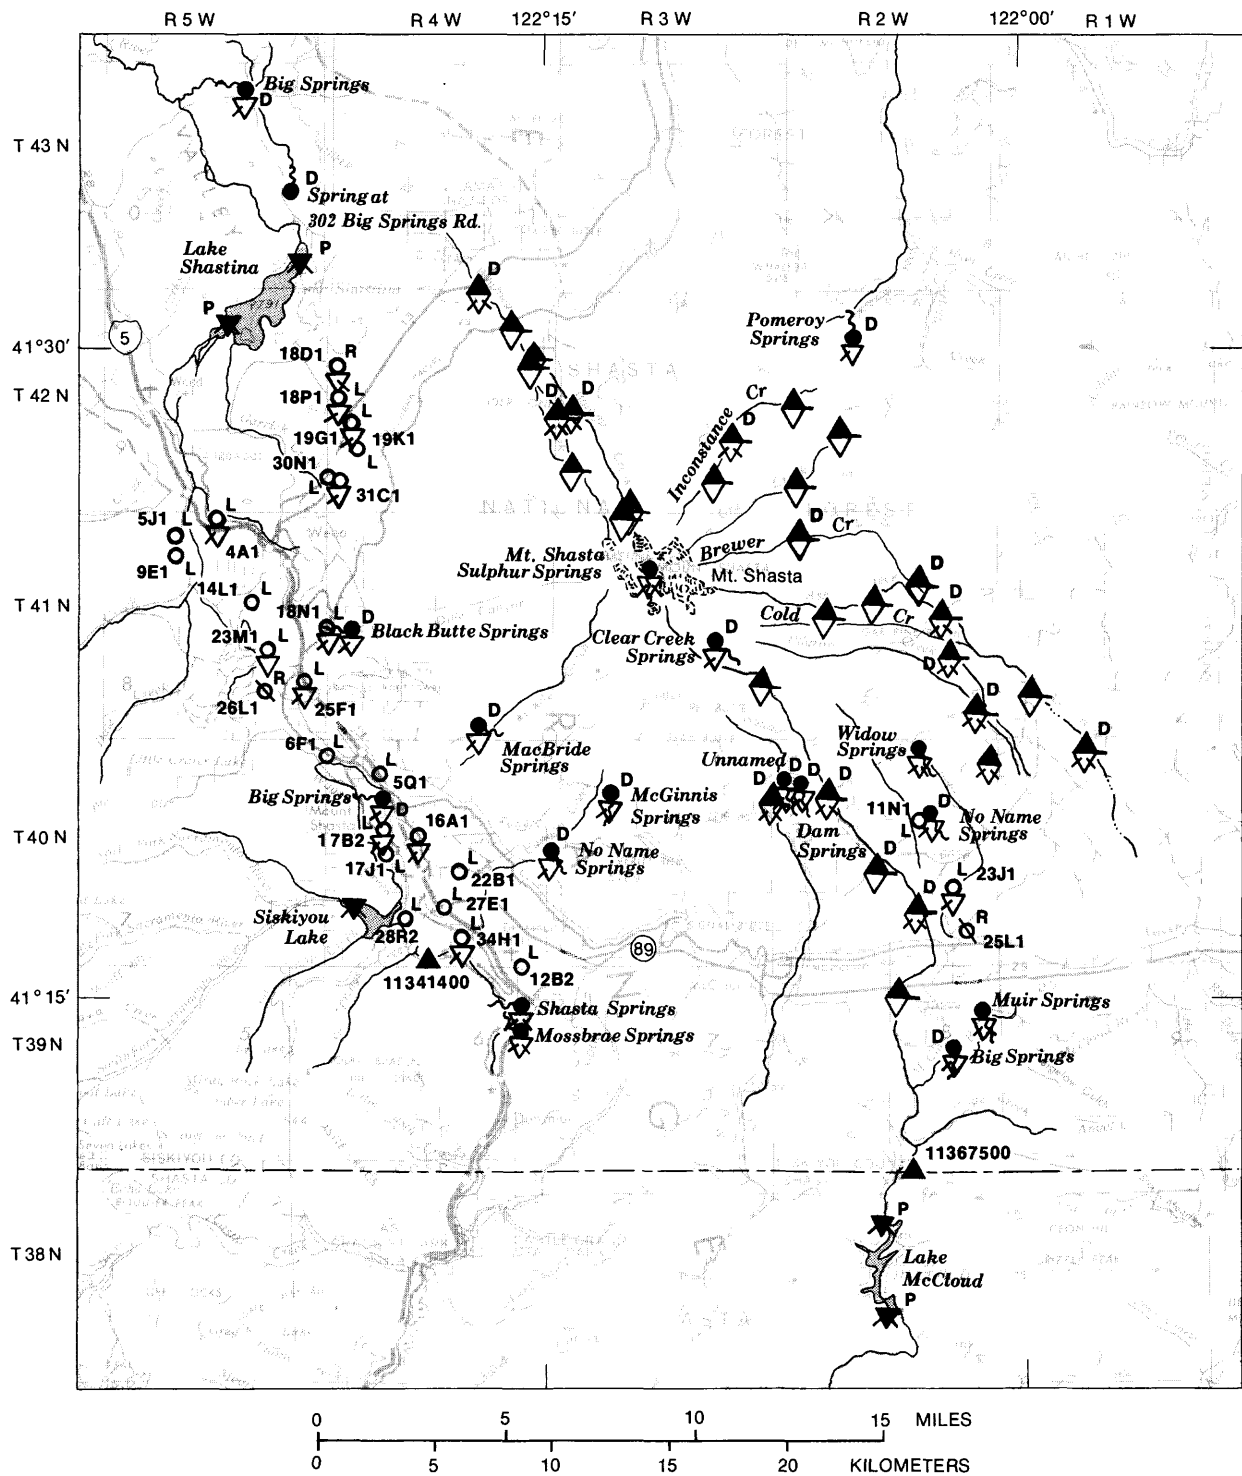 R 5 W R 4 W 122°15′ R 3 W R 2 W 122°00′ R 1 W
Big Springs
D
T 43 N
D
Spring at
302 Big Springs Rd.
Lake
Shastina
P
P
D
5
41°30′
Pomeroy
Springs
D
18D1 R
SHASTA
T 42 N
18P1 L
D D
Cr
Inconstance
D
L
19G1 19K1
L
30N1
L 31C1
NATIONAL FOREST
5J1 L L
4A1
9E1 L
D
Brewer Cr
Mt. Shasta
Sulphur Springs
Mt. Shasta
14L1 L
D
T 41 N
D
Cold Cr
18N1 L D
Black Butte Springs
23M1 L
Clear Creek
Springs
D
D
26L1 R
L
25F1
D
D
6F1 L
D
MacBride
Springs
Widow
Springs
D
L
5Q1
Unnamed
D D D D
Big Springs
D
D
McGinnis
Springs
16A1
11N1 D
L
No Name
Springs
T 40 N
L
17B2
Dam
Springs
D
No Name
Springs
17J1 L
L
22B1
D
L
23J1
L
27E1
D
Siskiyou
Lake
L
28R2
L
34H1
R
25L1
89
11341400
L
12B2
41°15′
Shasta Springs
Muir Springs
T 39 N
Mossbrae Springs
D
Big Springs
11367500
P
T 38 N
Lake
McCloud
P
0 5 10 15 MILES
0 5 10 15 20 KILOMETERS